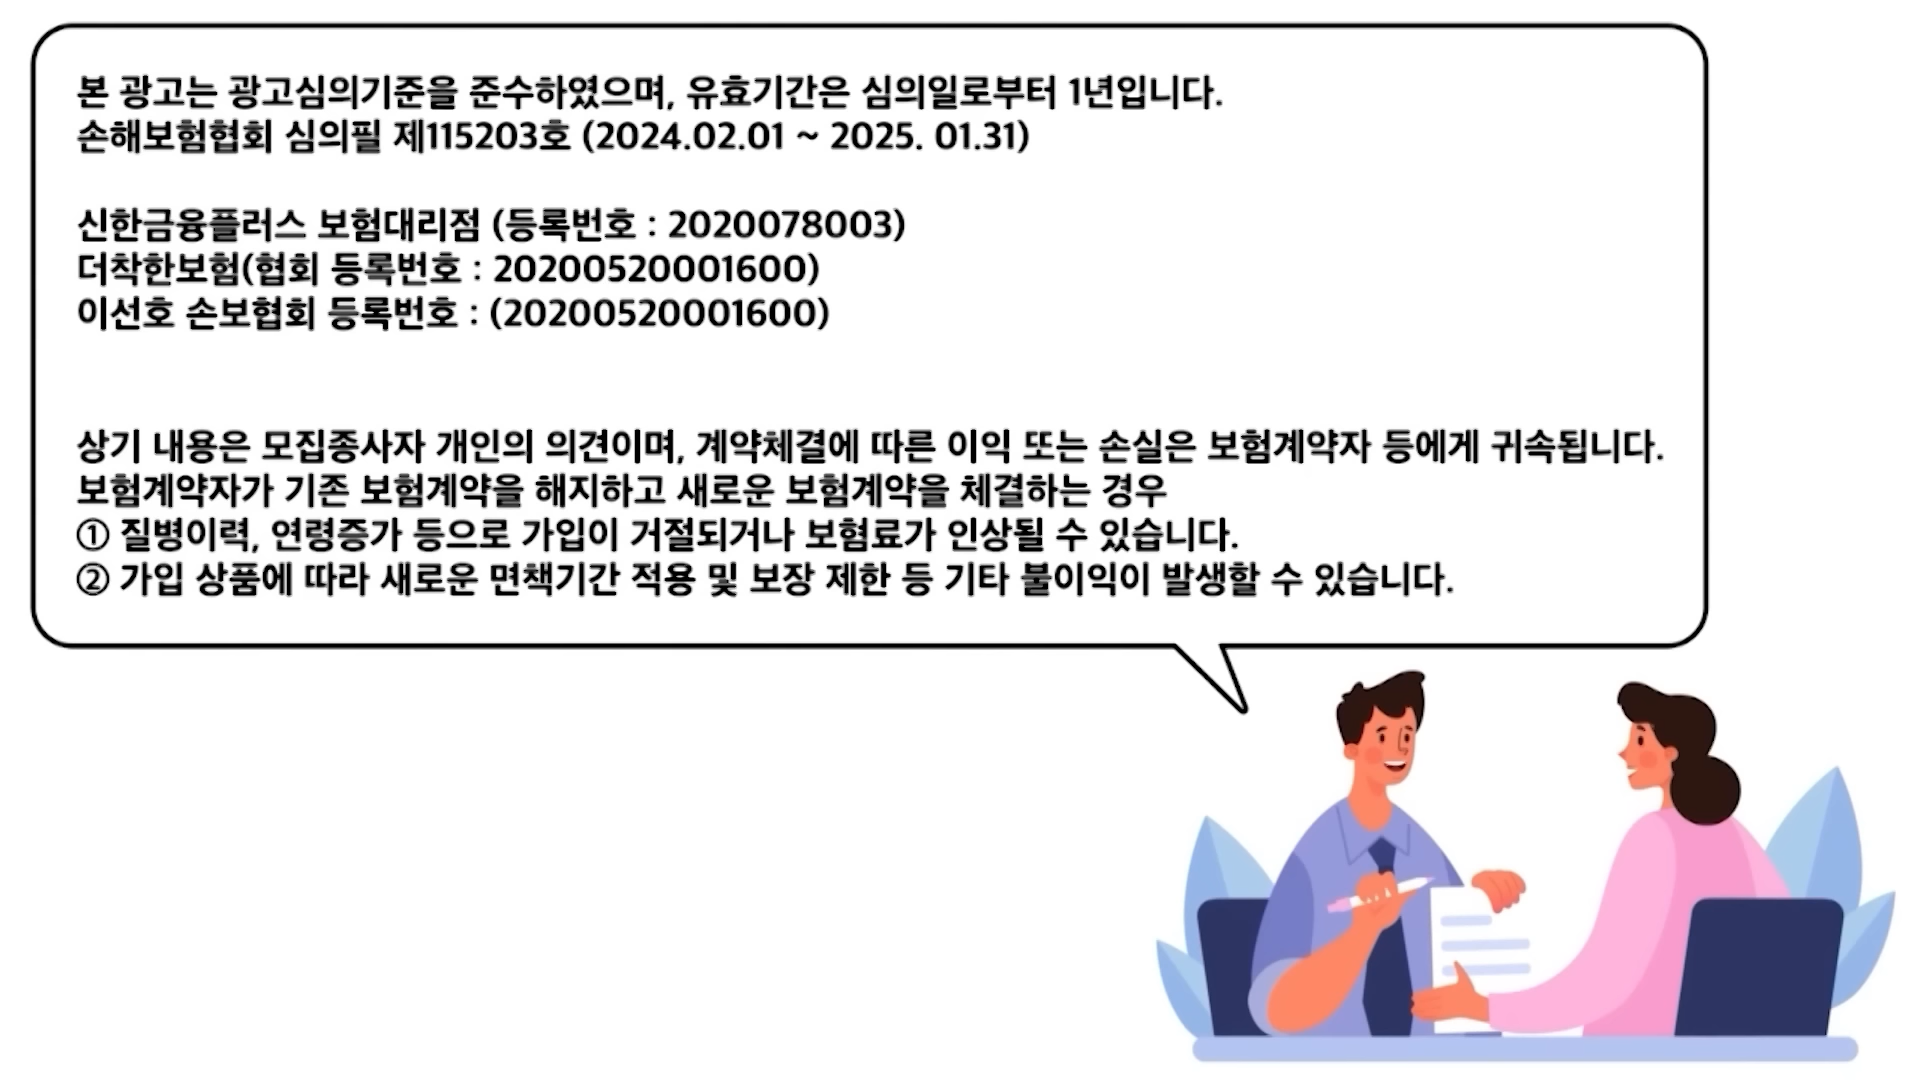 본 광고는 광고심의기준을 준수하였으며, 유효기간은 심의일로부터 1년입니다.
손해보험협회 심의필 제115203호 (2024.02.01 ~ 2025. 01.31)
신한금융플러스 보험대리점 (등록번호 : 2020078003)
더착한보험(협회 등록번호 : 20200520001600)
이선호 손보협회 등록번호 : (20200520001600)
상기 내용은 모집종사자 개인의 의견이며, 계약체결에 따른 이익 또는 손실은 보험계약자 등에게 귀속됩니다.
보험계약자가 기존 보험계약을 해지하고 새로운 보험계약을 체결하는 경우
① 질병이력, 연령증가 등으로 가입이 거절되거나 보혐료가 인상될 수 있습니다.
② 가입 상품에 따라 새로운 면책기간 적용 및 보장 제한 등 기타 불이익이 발생할 수 있습니다.